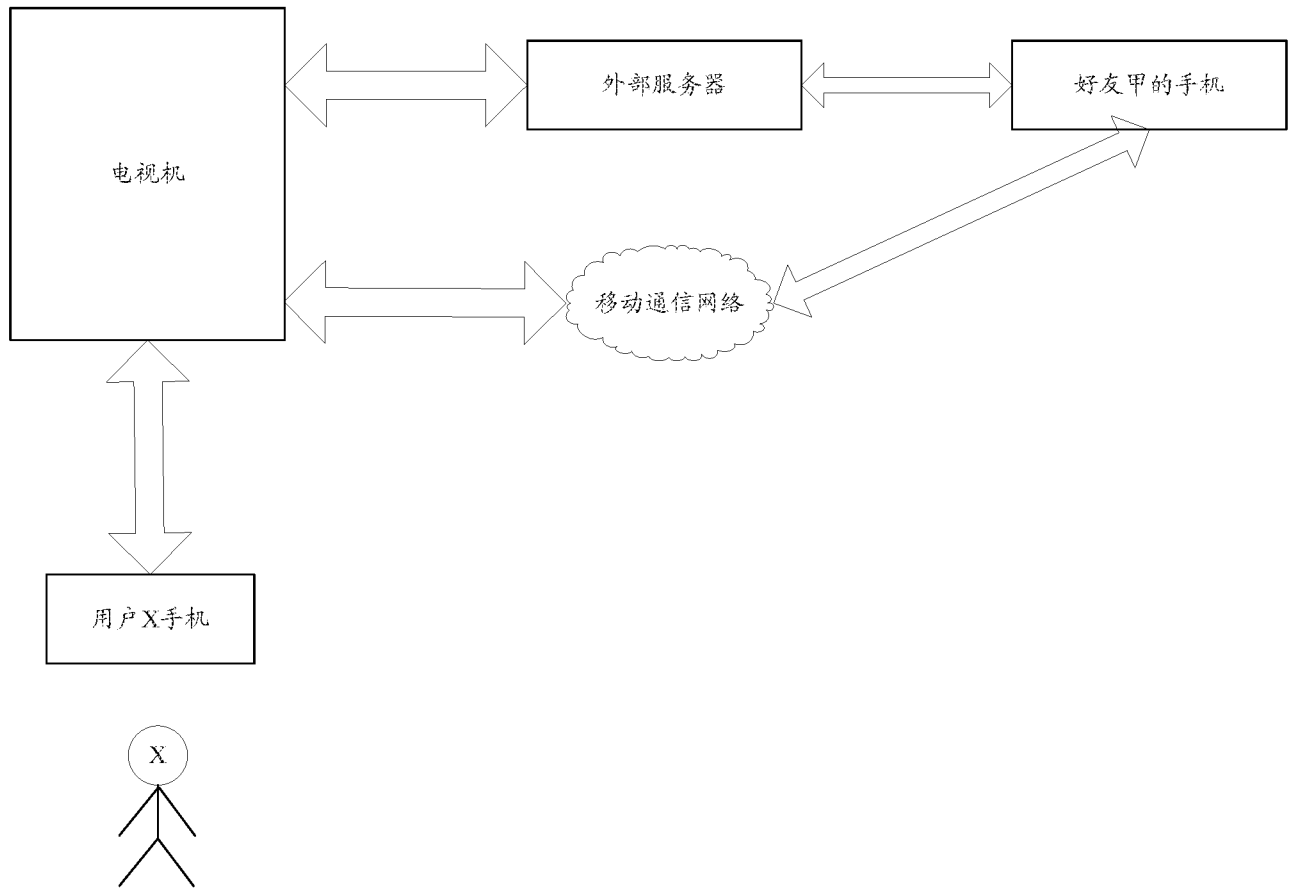 外部服务器
好友甲的手机
电视机
移动通信网络
用户X手机
X